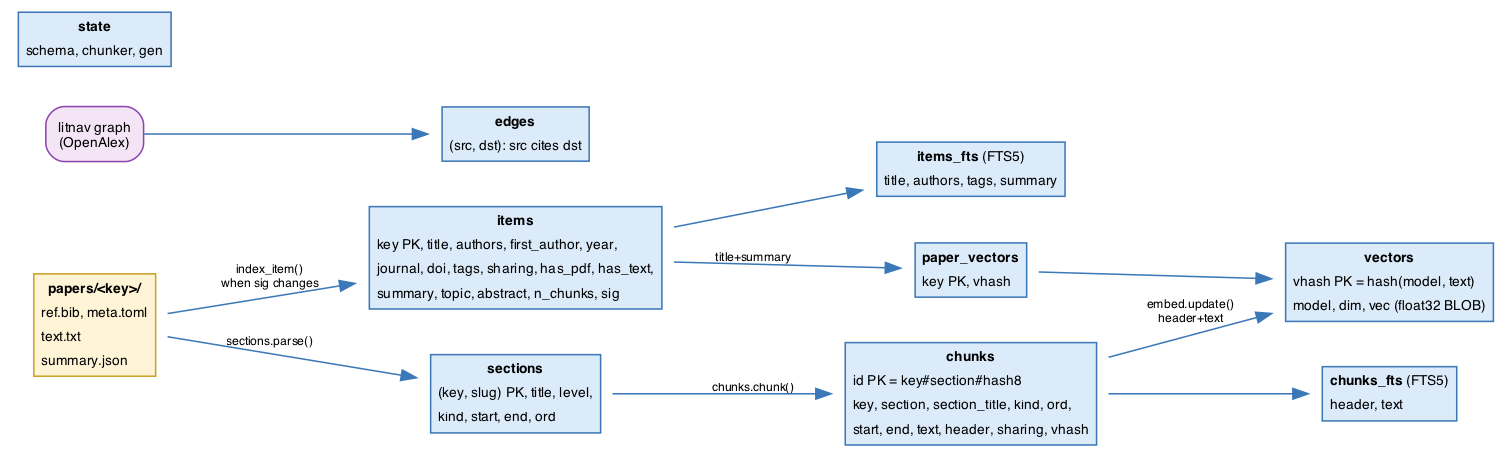 state
schema, chunker, gen
litnav graph
(OpenAlex)
edges
(src, dst): src cites dst
items_fts (FTS5)
title, authors, tags, summary
items
key PK, title, authors, first_author, year,
journal, doi, tags, sharing, has_pdf, has_text,
summary, topic, abstract, n_chunks, sig
index_item()
when sig changes
title+summary
paper_vectors
key PK, vhash
vectors
vhash PK = hash(model, text)
model, dim, vec (float32 BLOB)
papers/<key>/
ref.bib, meta.toml
text.txt
summary.json
sections.parse()
embed.update()
header+text
sections
(key, slug) PK, title, level,
kind, start, end, ord
chunks.chunk()
chunks
id PK = key#section#hash8
key, section, section_title, kind, ord,
start, end, text, header, sharing, vhash
chunks_fts (FTS5)
header, text